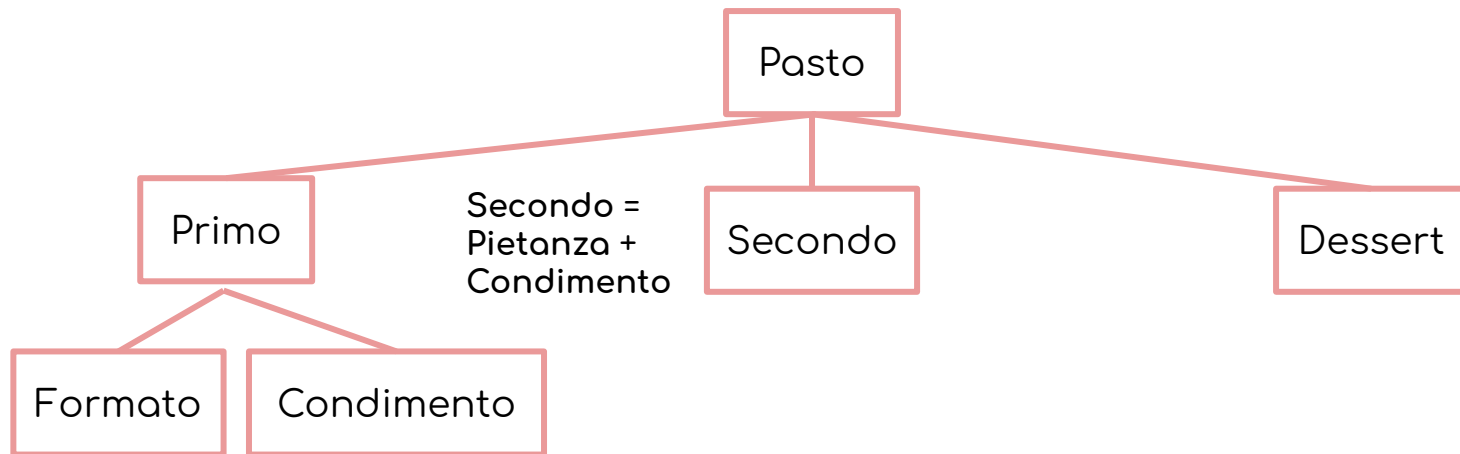 Pasto
Primo
Secondo =
Pietanza +
Condimento
Secondo
Dessert
Formato
Condimento